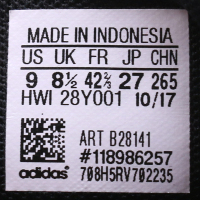 MADE IN INDONESIA
US UK FR JP CHN
9 8½ 42⅔ 27 265
HWI 28Y001 10/17
ART B28141
#118986257
adidas 708H5RV702235